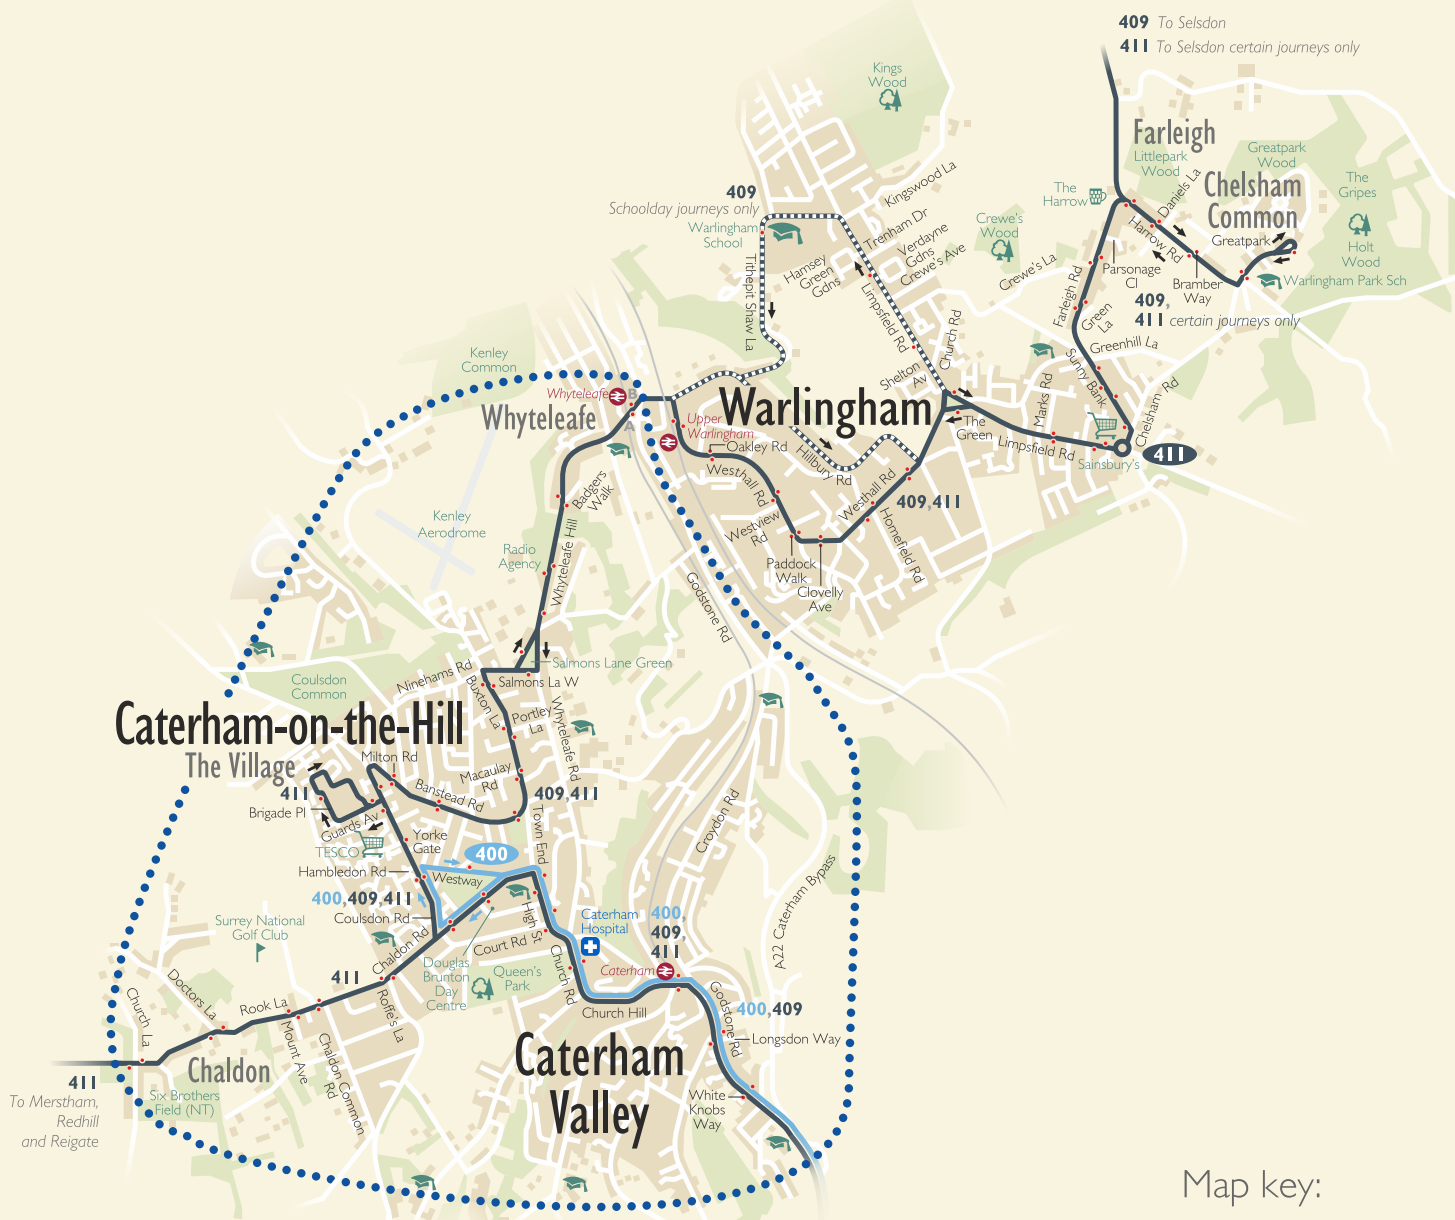 409 To Selsdon
411 To Selsdon certain journeys only
Kings
Wood
Farleigh
Littlepark
Wood
Greatpark
Wood
The
Gripes
Daniels La
Chelsham
Common
Kingswood La
The
Harrow
409
Schoolday journeys only
Warlingham
School
Trenham Dr
Crewe's
Wood
Harrow Rd
Greatpark
Holt
Wood
Verdayne
Gdns
Crewe's Ave
Hamsey
Green
Gdns
Crewe's La
Parsonage
Cl
Bramber
Way
Warlingham Park Sch
Tithepit Shaw La
Limpsfield Rd
Farleigh Rd
Green
La
409,
411 certain journeys only
Church Rd
Greenhill La
Kenley
Common
Shelton
Av
Sunny Bank
Marks Rd
Chelsham Rd
Whyteleafe
B
Whyteleafe
A
Warlingham
Upper
Warlingham
The
Green
Limpsfield Rd
Sainsbury's
411
Oakley Rd
Hillbury
Rd
Westhall Rd
Westhall Rd
409,411
Badgers
Walk
Kenley
Aerodrome
Westview
Rd
Homefield Rd
Radio
Agency
Whyteleafe Hill
Paddock
Walk
Clovelly
Ave
Godstone Rd
Salmons Lane Green
Ninehams Rd
Salmons La W
Coulsdon
Common
Buxton La
Portley
La
Whyteleafe Rd
Caterham-on-the-Hill
The Village
Milton Rd
Macaulay
Rd
411
Banstead Rd
409,411
Brigade Pl
Guards Av
Town End
Croydon Rd
TESCO
Yorke
Gate
Hambledon Rd
400
Westway
A22 Caterham Bypass
400,409,411
Coulsdon Rd
High St
Caterham
Hospital
400,
409,
411
Surrey National
Golf Club
Chaldon Rd
Court Rd
Church Rd
Caterham
Douglas
Brunton
Day
Centre
Queen's
Park
411
Doctors La
Rook La
Roffe's La
Church Hill
Godstone Rd
400,409
Church La
Mount Ave
Chaldon Common
Rd
Longsdon Way
Caterham
Valley
Chaldon
411
To Merstham,
Redhill
and Reigate
Six Brothers
Field (NT)
White
Knobs
Way
Map key: